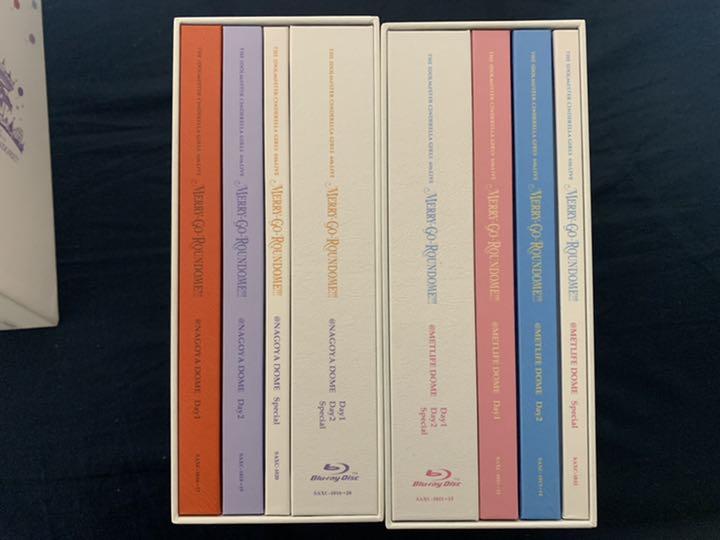 THE IDOLM@STER CINDERELLA GIRLS 6thLIVE
MERRY-GO-ROUNDOME!!!
@NAGOYA DOME Day1
THE IDOLM@STER CINDERELLA GIRLS 6thLIVE
MERRY-GO-ROUNDOME!!!
@NAGOYA DOME Day2
THE IDOLM@STER CINDERELLA GIRLS 6thLIVE
MERRY-GO-ROUNDOME!!!
@NAGOYA DOME Special
THE IDOLM@STER CINDERELLA GIRLS 6thLIVE
MERRY-GO-ROUNDOME!!!
@NAGOYA DOME
Day1
Day2
Special
Blu-ray Disc
THE IDOLM@STER CINDERELLA GIRLS 6thLIVE
MERRY-GO-ROUNDOME!!!
@METLIFE DOME
Day1
Day2
Special
Blu-ray Disc
THE IDOLM@STER CINDERELLA GIRLS 6thLIVE
MERRY-GO-ROUNDOME!!!
@METLIFE DOME Day1
THE IDOLM@STER CINDERELLA GIRLS 6thLIVE
MERRY-GO-ROUNDOME!!!
@METLIFE DOME Day2
THE IDOLM@STER CINDERELLA GIRLS 6thLIVE
MERRY-GO-ROUNDOME!!!
@METLIFE DOME Special